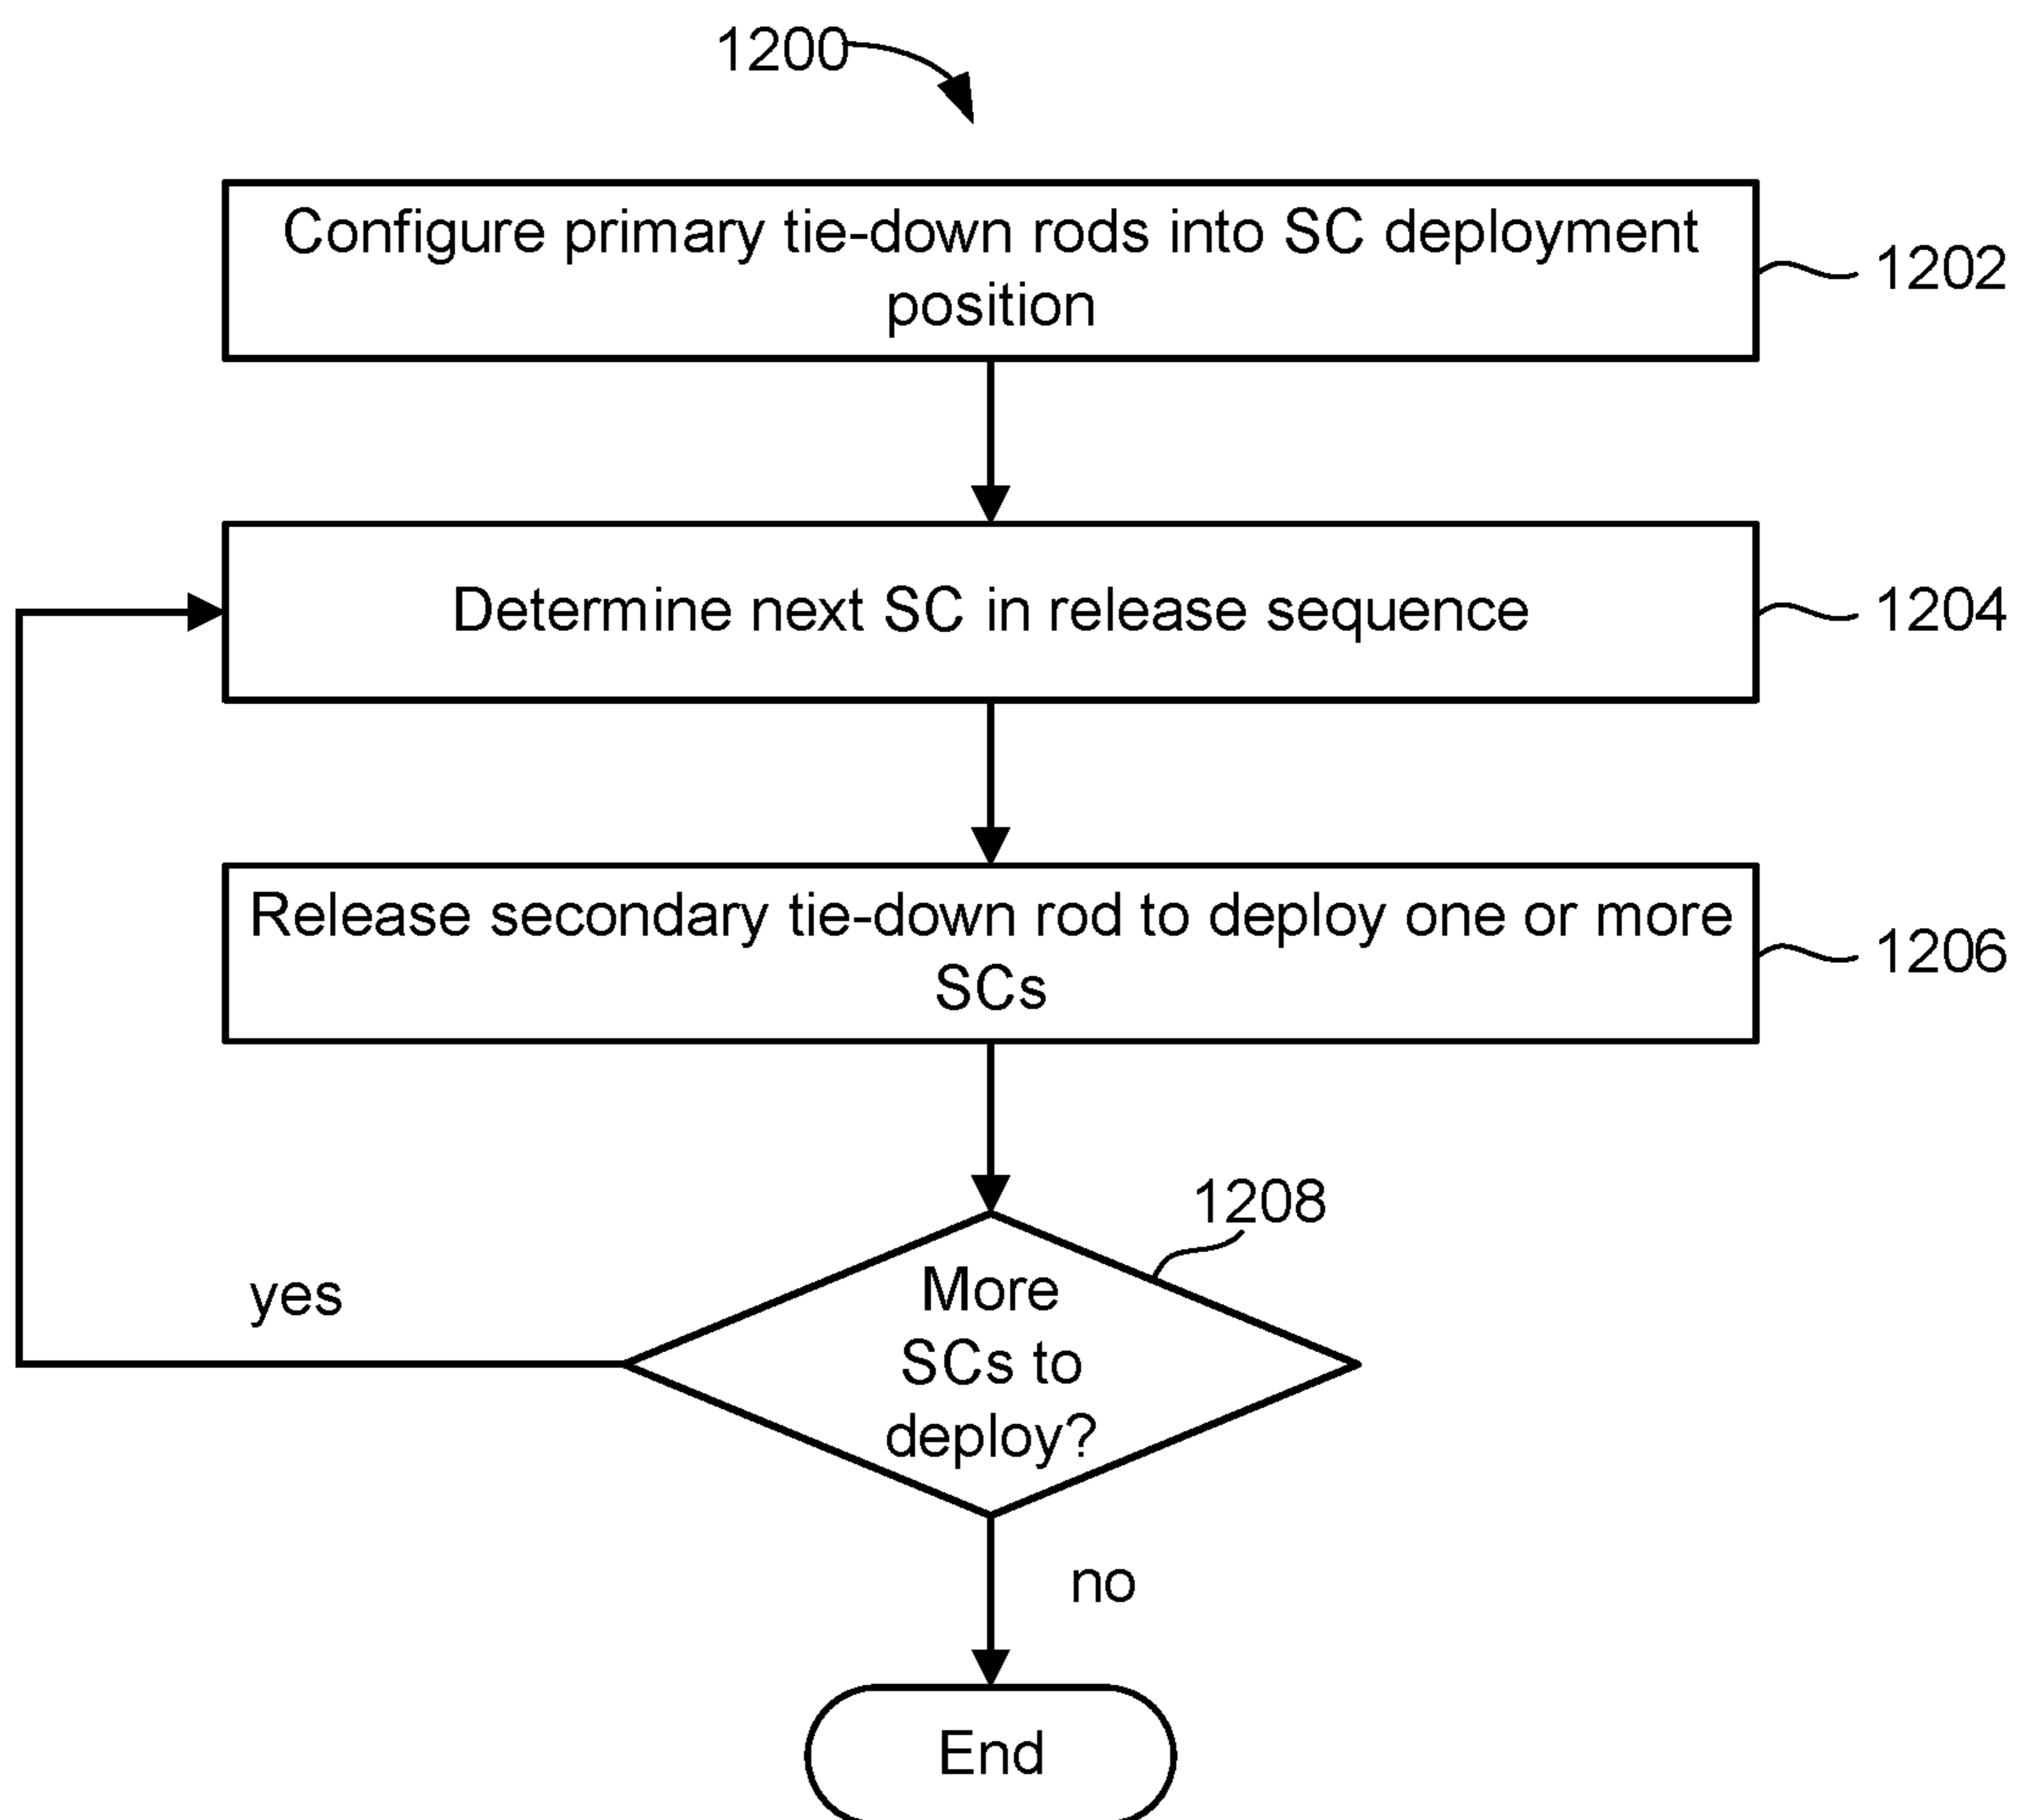 1200
Configure primary tie-down rods into SC deployment
position
1202
Determine next SC in release sequence
1204
Release secondary tie-down rod to deploy one or more
SCs
1206
1208
More
SCs to
deploy?
yes
no
End